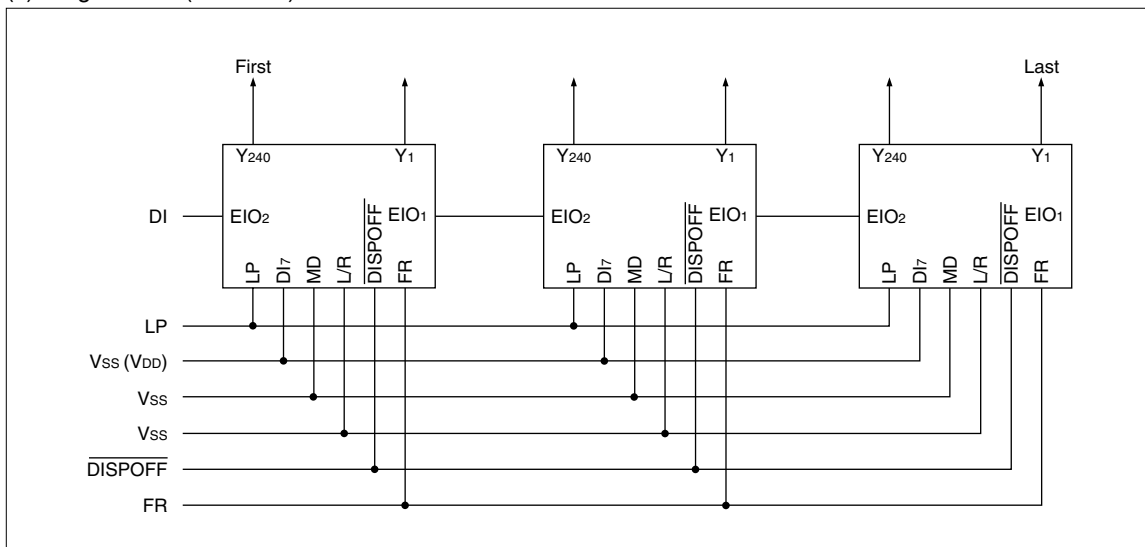 First Last
Y240 Y1 Y240 Y1 Y240 Y1
DI EIO2 EIO1 EIO2 EIO1 EIO2 EIO1
LP DI7 MD L/R DISPOFF FR LP DI7 MD L/R DISPOFF FR LP DI7 MD L/R DISPOFF FR
LP
VSS (VDD)
VSS
VSS
DISPOFF
FR